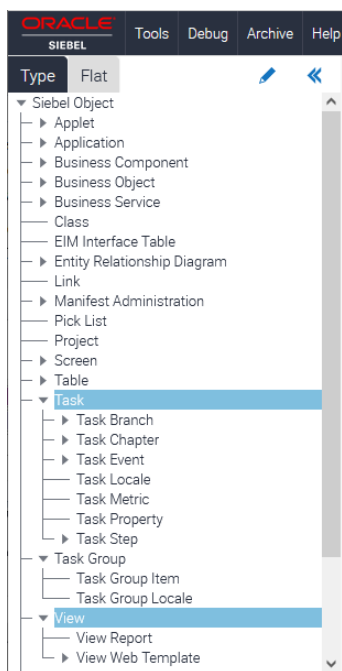 ORACLE
SIEBEL
Tools Debug Archive Help
Type Flat
Siebel Object
Applet
Application
Business Component
Business Object
Business Service
Class
EIM Interface Table
Entity Relationship Diagram
Link
Manifest Administration
Pick List
Project
Screen
Table
Task
Task Branch
Task Chapter
Task Event
Task Locale
Task Metric
Task Property
Task Step
Task Group
Task Group Item
Task Group Locale
View
View Report
View Web Template